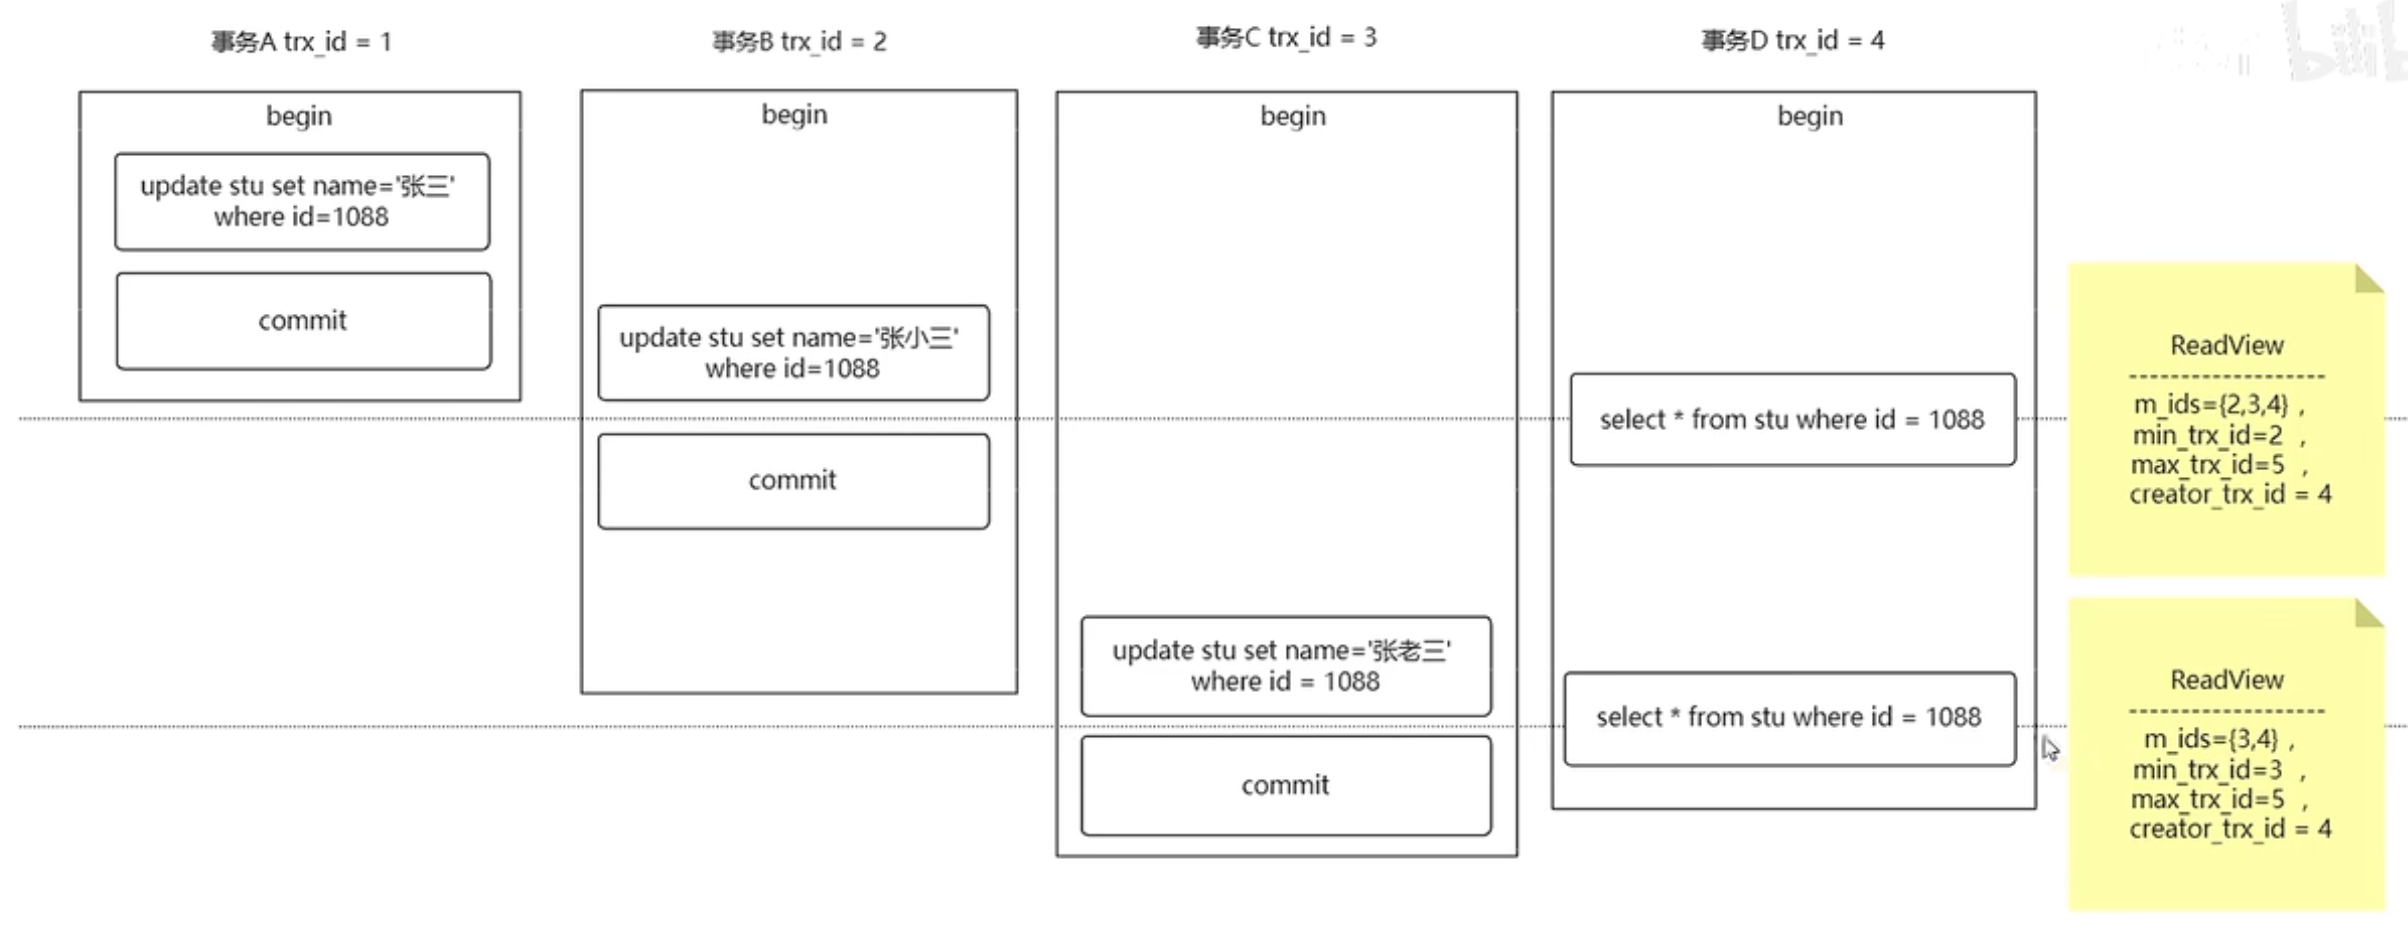 事务A trx_id = 1
begin
update stu set name='张三'
where id=1088
commit
事务B trx_id = 2
begin
update stu set name='张小三'
where id=1088
commit
事务C trx_id = 3
begin
update stu set name='张老三'
where id = 1088
commit
事务D trx_id = 4
begin
select * from stu where id = 1088
select * from stu where id = 1088
ReadView
-------------------
m_ids={2,3,4} ,
min_trx_id=2 ,
max_trx_id=5 ,
creator_trx_id = 4
ReadView
-------------------
m_ids={3,4} ,
min_trx_id=3 ,
max_trx_id=5 ,
creator_trx_id = 4